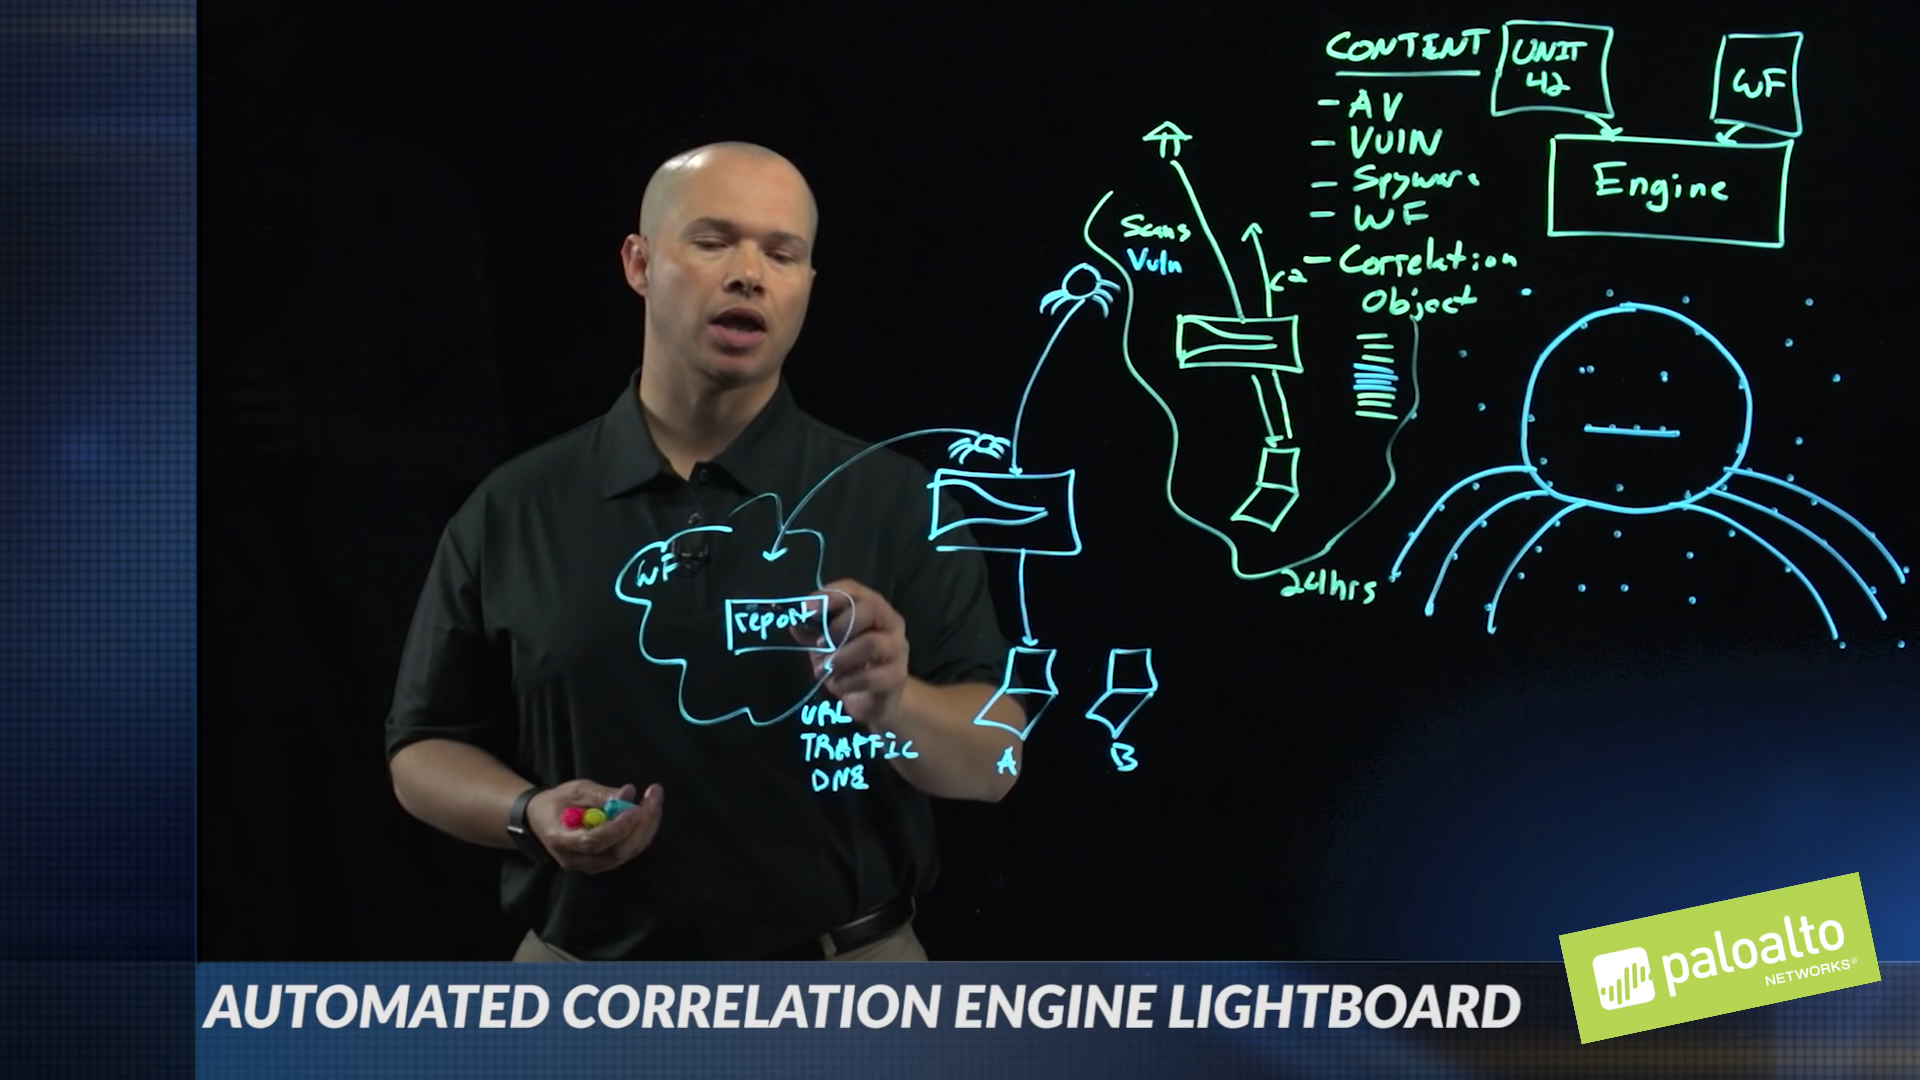 CONTENT
- AV
- VUlN
- Spyware
- WF
- Correlation
Object
UNIT
42
WF
Engine
Scans
Vuln
C2
24hrs
WF
report
URL
TRAFFIC
DNS
A
B
AUTOMATED CORRELATION ENGINE LIGHTBOARD
paloalto
NETWORKS®